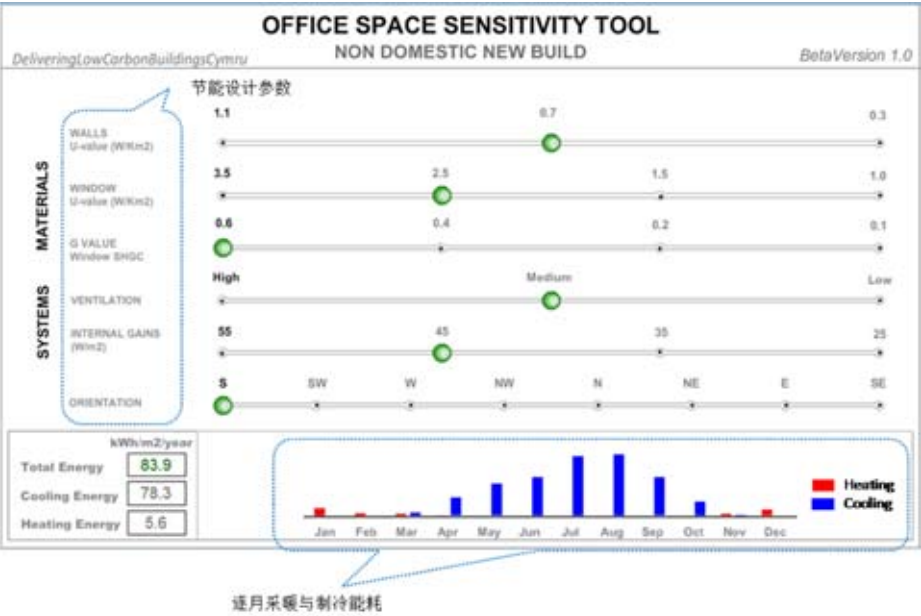 OFFICE SPACE SENSITIVITY TOOL
NON DOMESTIC NEW BUILD
DeliveringLowCarbonBuildingsCymru
BetaVersion 1.0
节能设计参数
MATERIALS
WALLS
U-value (W/Km2)
1.1 0.7 0.3
WINDOW
U-value (W/Km2)
3.5 2.5 1.5 1.0
G VALUE
Window SHGC
0.6 0.4 0.2 0.1
SYSTEMS
VENTILATION
High Medium Low
INTERNAL GAINS
(W/m2)
55 45 35 25
ORIENTATION
S SW W NW N NE E SE
kWh/m2/year
Total Energy 83.9
Cooling Energy 78.3
Heating Energy 5.6
Heating
Cooling
Jan Feb Mar Apr May Jun Jul Aug Sep Oct Nov Dec
逐月采暖与制冷能耗